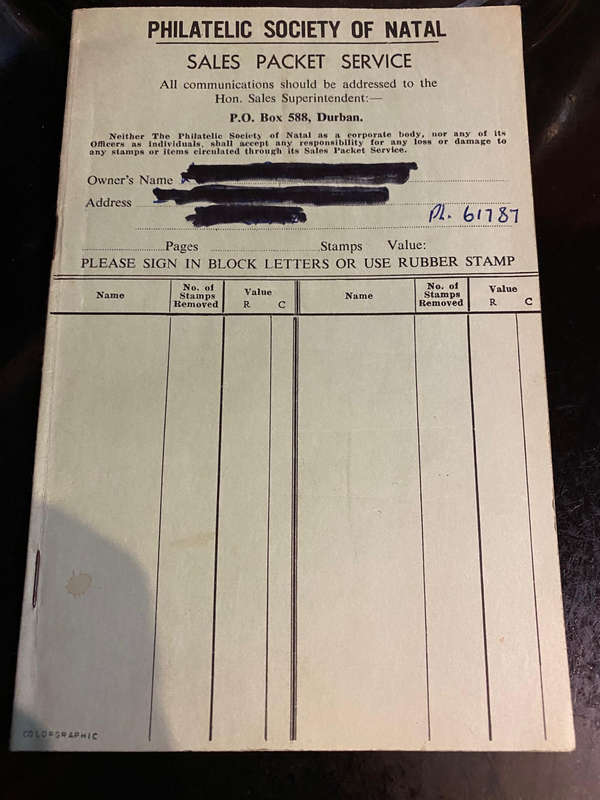 PHILATELIC SOCIETY OF NATAL
SALES PACKET SERVICE
All communications should be addressed to the
Hon. Sales Superintendent:—
P.O. Box 588, Durban.
Neither The Philatelic Society of Natal as a corporate body, nor any of its
Officers as individuals, shall accept any responsibility for any loss or damage to
any stamps or items circulated through its Sales Packet Service.
Owner's Name
Address
Ph. 61787
Pages Stamps Value:
PLEASE SIGN IN BLOCK LETTERS OR USE RUBBER STAMP
Name No. of Stamps Removed Value R C Name No. of Stamps Removed Value R C
COLORGRAPHIC